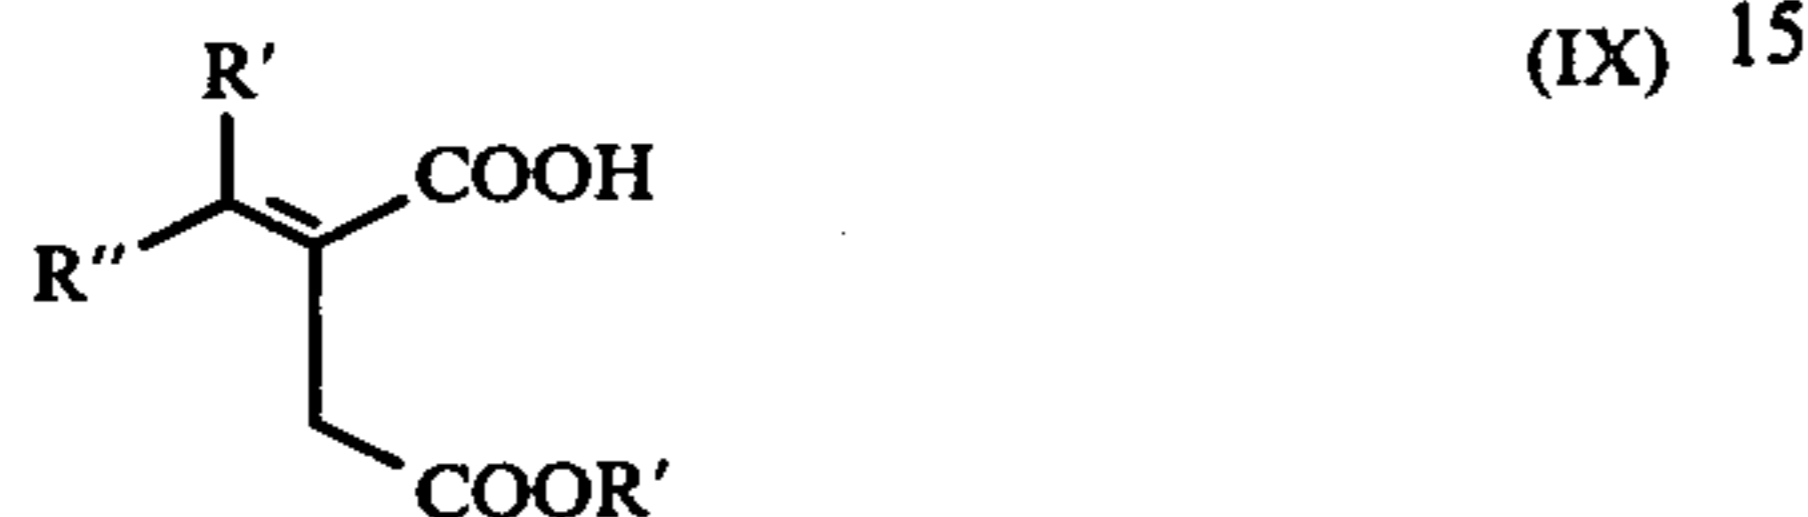 R′
(IX) 15
COOH
R″
COOR′